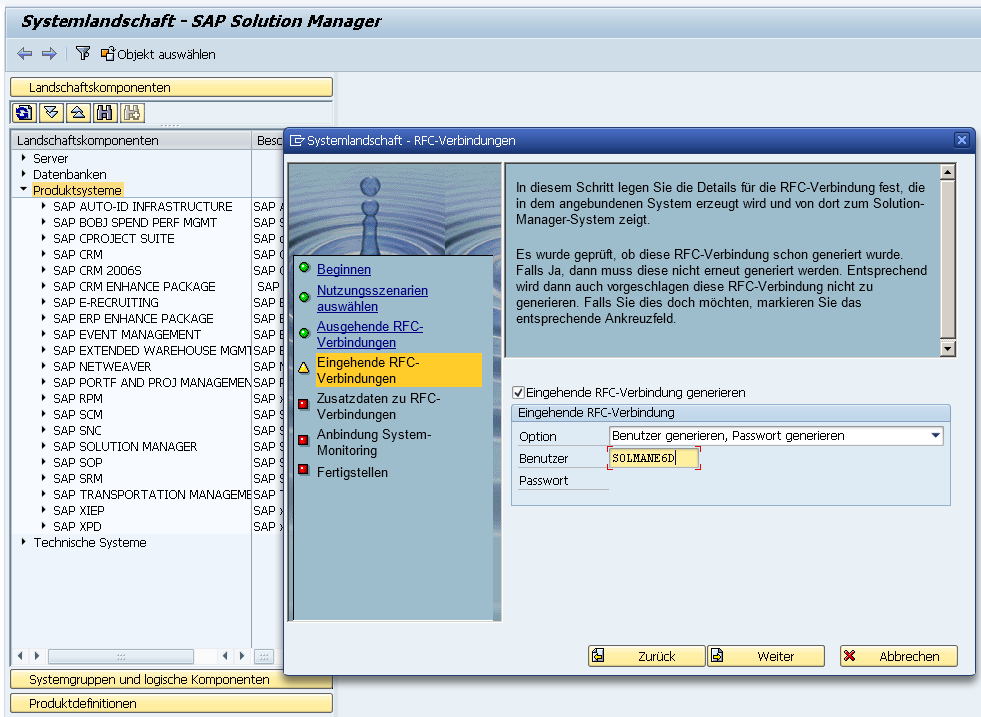 Systemlandschaft - SAP Solution Manager
Objekt auswählen
Landschaftskomponenten
Landschaftskomponenten Besc
Server
Datenbanken
Produktsysteme
SAP AUTO-ID INFRASTRUCTURE SAP
SAP BOBJ SPEND PERF MGMT SAP
SAP CPROJECT SUITE SAP
SAP CRM SAP
SAP CRM 2006S SAP
SAP CRM ENHANCE PACKAGE SAP
SAP E-RECRUITING SAP
SAP ERP ENHANCE PACKAGE SAP
SAP EVENT MANAGEMENT SAP
SAP EXTENDED WAREHOUSE MGMT SAP
SAP NETWEAVER SAP
SAP PORTF AND PROJ MANAGEMEN SAP
SAP RPM SAP
SAP SCM SAP
SAP SNC SAP
SAP SOLUTION MANAGER SAP
SAP SOP SAP
SAP SRM SAP
SAP TRANSPORTATION MANAGEME SAP
SAP XIEP SAP
SAP XPD SAP
Technische Systeme
Systemgruppen und logische Komponenten
Produktdefinitionen
Systemlandschaft - RFC-Verbindungen
Beginnen
Nutzungsszenarien
auswählen
Ausgehende RFC-
Verbindungen
Eingehende RFC-
Verbindungen
Zusatzdaten zu RFC-
Verbindungen
Anbindung System-
Monitoring
Fertigstellen
In diesem Schritt legen Sie die Details für die RFC-Verbindung fest, die
in dem angebundenen System erzeugt wird und von dort zum Solution-
Manager-System zeigt.
Es wurde geprüft, ob diese RFC-Verbindung schon generiert wurde.
Falls Ja, dann muss diese nicht erneut generiert werden. Entsprechend
wird dann auch vorgeschlagen diese RFC-Verbindung nicht zu
generieren. Falls Sie dies doch möchten, markieren Sie das
entsprechende Ankreuzfeld.
Eingehende RFC-Verbindung generieren
Eingehende RFC-Verbindung
Option Benutzer generieren, Passwort generieren
Benutzer SOLMANE6D
Passwort
Zurück Weiter Abbrechen